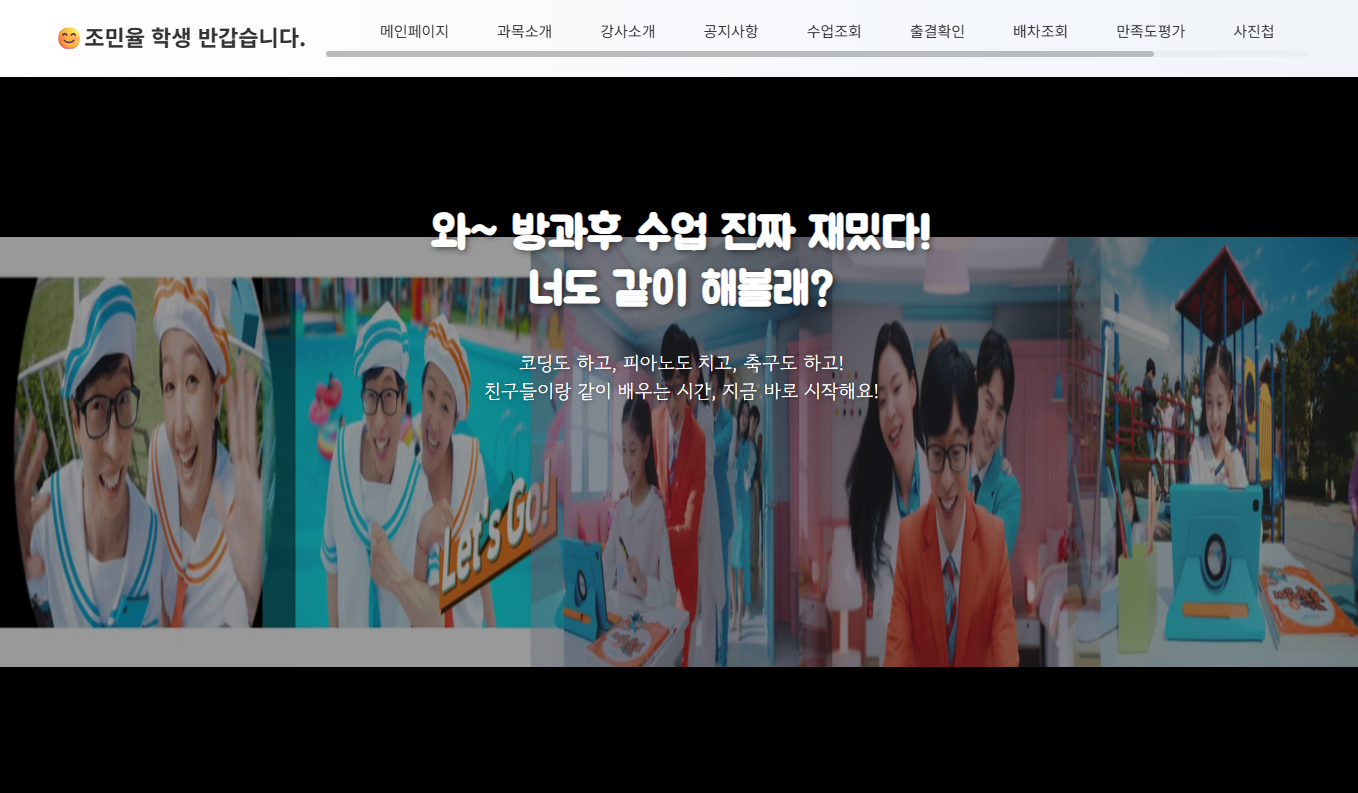 😊 조민율 학생 반갑습니다.
메인페이지 과목소개 강사소개 공지사항 수업조회 출결확인 배차조회 만족도평가 사진첩
와~ 방과후 수업 진짜 재밌다!
너도 같이 해볼래?
코딩도 하고, 피아노도 치고, 축구도 하고!
친구들이랑 같이 배우는 시간, 지금 바로 시작해요!
Let's Go!